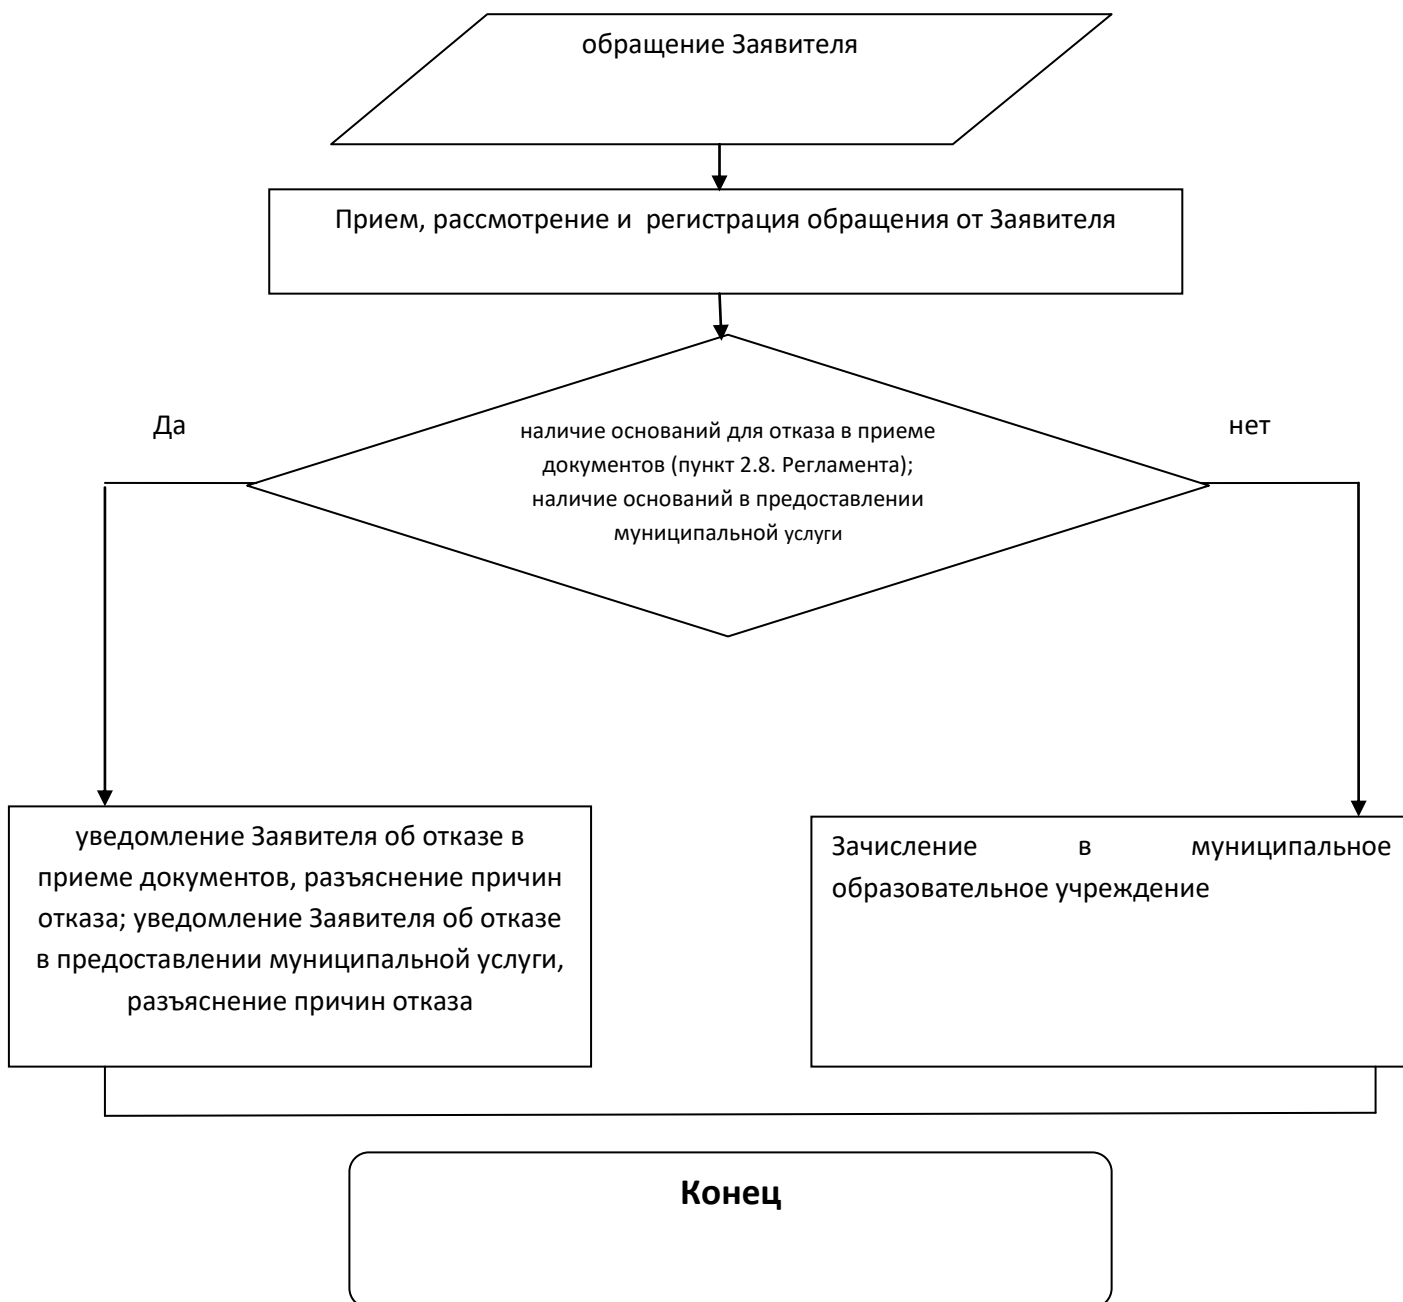 обращение Заявителя
Прием, рассмотрение и  регистрация обращения от Заявителя
Да
наличие оснований для отказа в приеме
документов (пункт 2.8. Регламента);
наличие оснований в предоставлении
муниципальной услуги
нет
уведомление Заявителя об отказе в
приеме документов, разъяснение причин
отказа; уведомление Заявителя об отказе
в предоставлении муниципальной услуги,
разъяснение причин отказа
Зачисление в муниципальное
образовательное учреждение
Конец